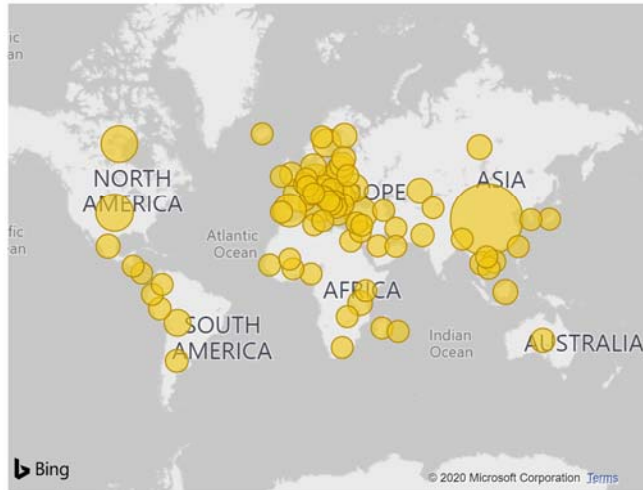 ic
an
NORTH
AMERICA
OPE
ASIA
fic
an
Atlantic
Ocean
AFRICA
SOUTH
AMERICA
Indian
Ocean
AUSTRALIA
Bing
© 2020 Microsoft Corporation Terms